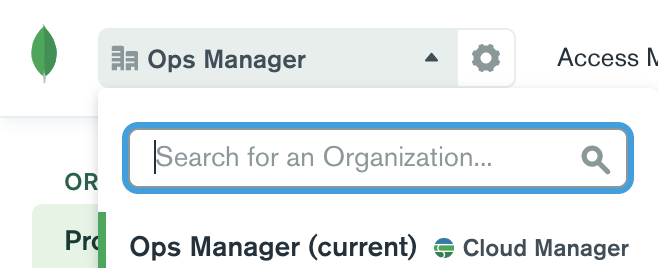 Ops Manager
Access M
Search for an Organization...
OR
Pro
Ops Manager (current) Cloud Manager